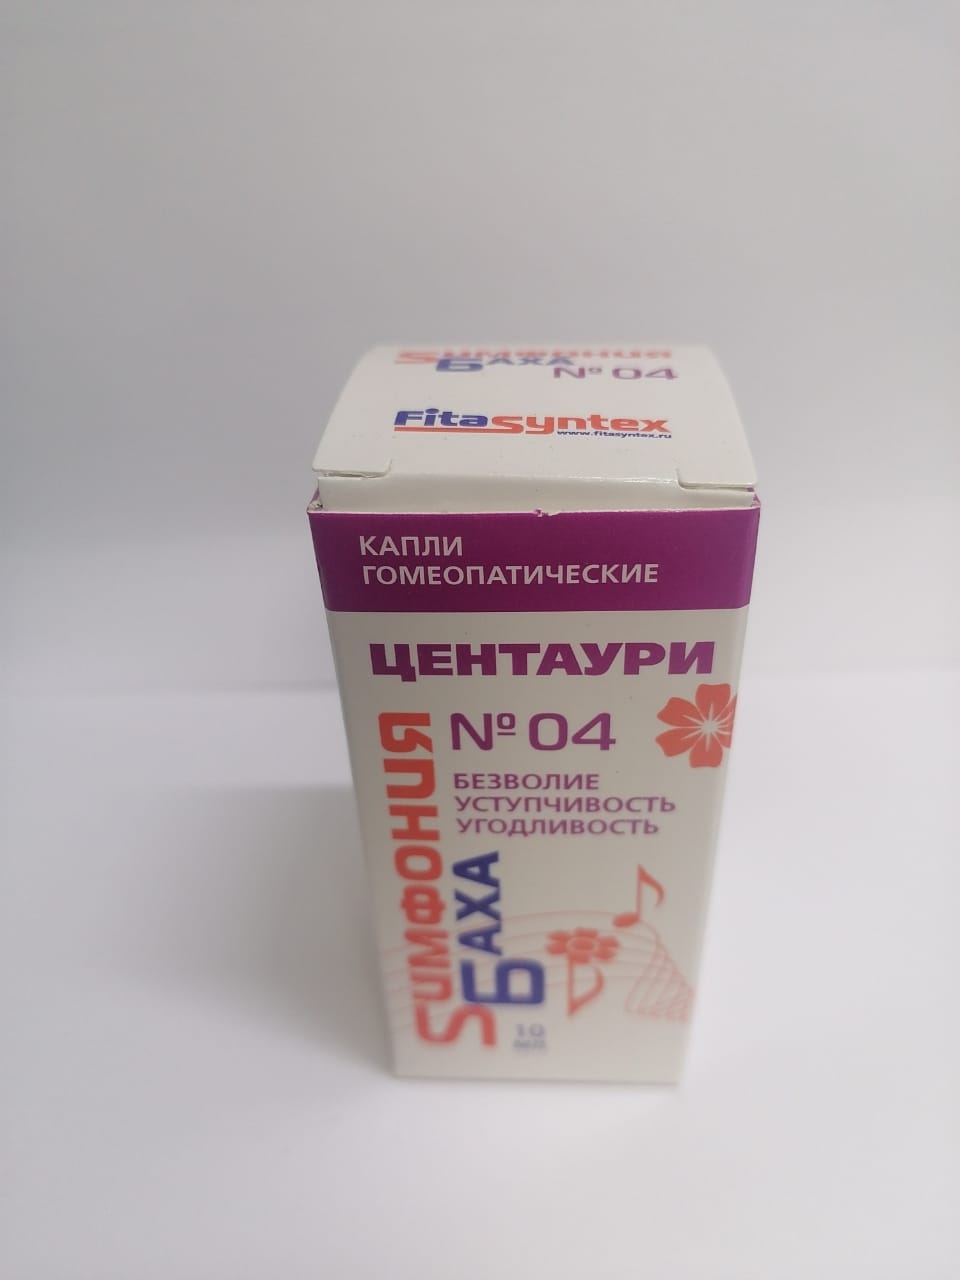 Sимфония
Баха
№ 04
FitaSyntex
www.fitasyntex.ru
КАПЛИ
ГОМЕОПАТИЧЕСКИЕ
ЦЕНТАУРИ
№ 04
БЕЗВОЛИЕ
УСТУПЧИВОСТЬ
УГОДЛИВОСТЬ
Sимфония
Баха
10
мл